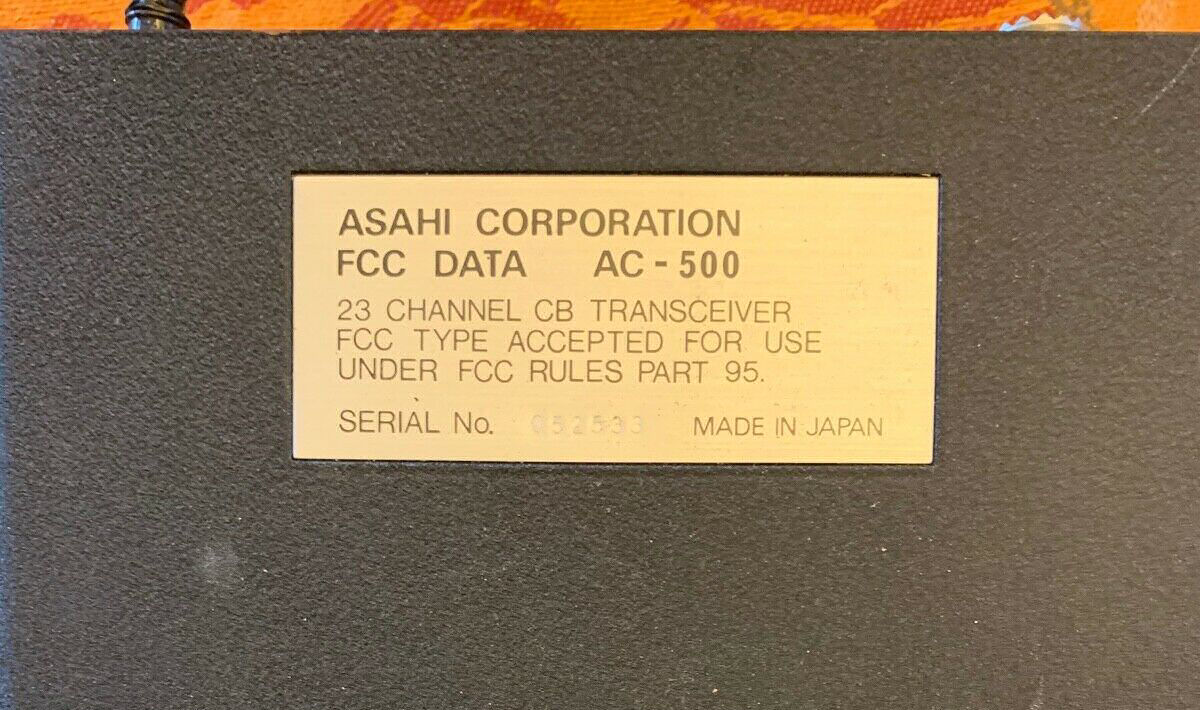 ASAHI CORPORATION
FCC DATA AC-500
23 CHANNEL CB TRANSCEIVER
FCC TYPE ACCEPTED FOR USE
UNDER FCC RULES PART 95.
SERIAL No. 052533 MADE IN JAPAN